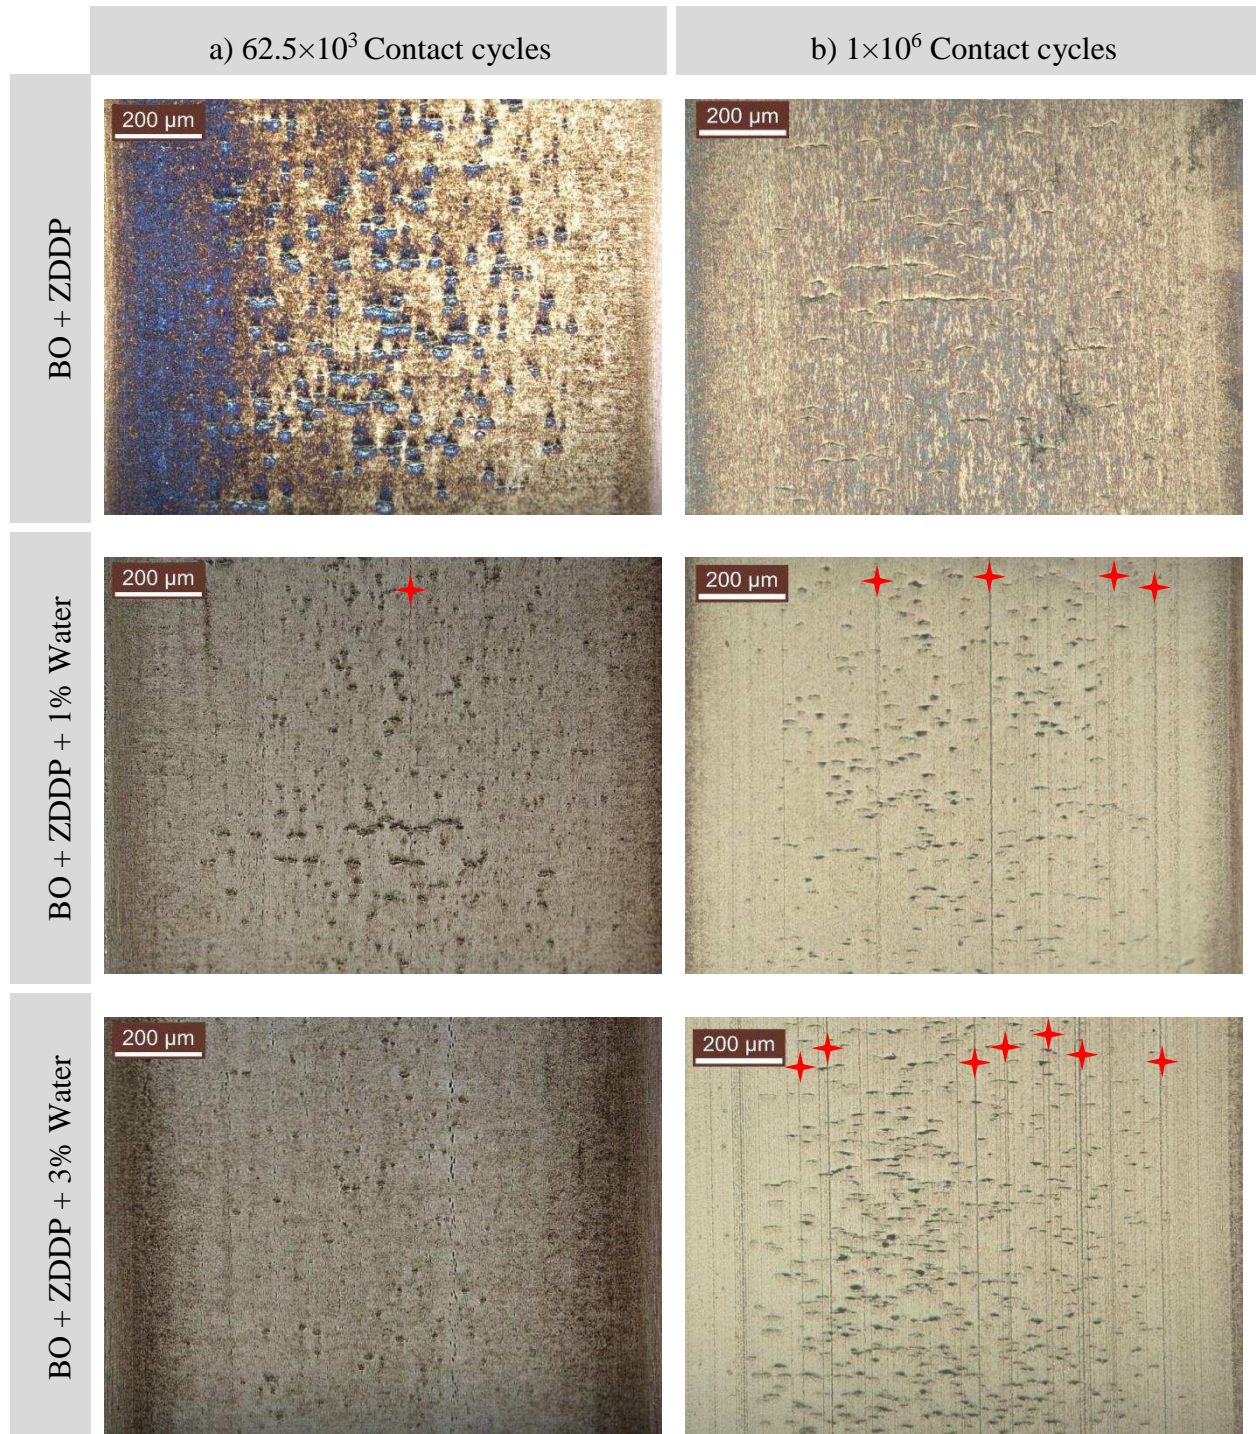 a) 62.5×10³ Contact cycles
b) 1×10⁶ Contact cycles
BO + ZDDP
200 µm
200 µm
BO + ZDDP + 1% Water
200 µm
200 µm
BO + ZDDP + 3% Water
200 µm
200 µm